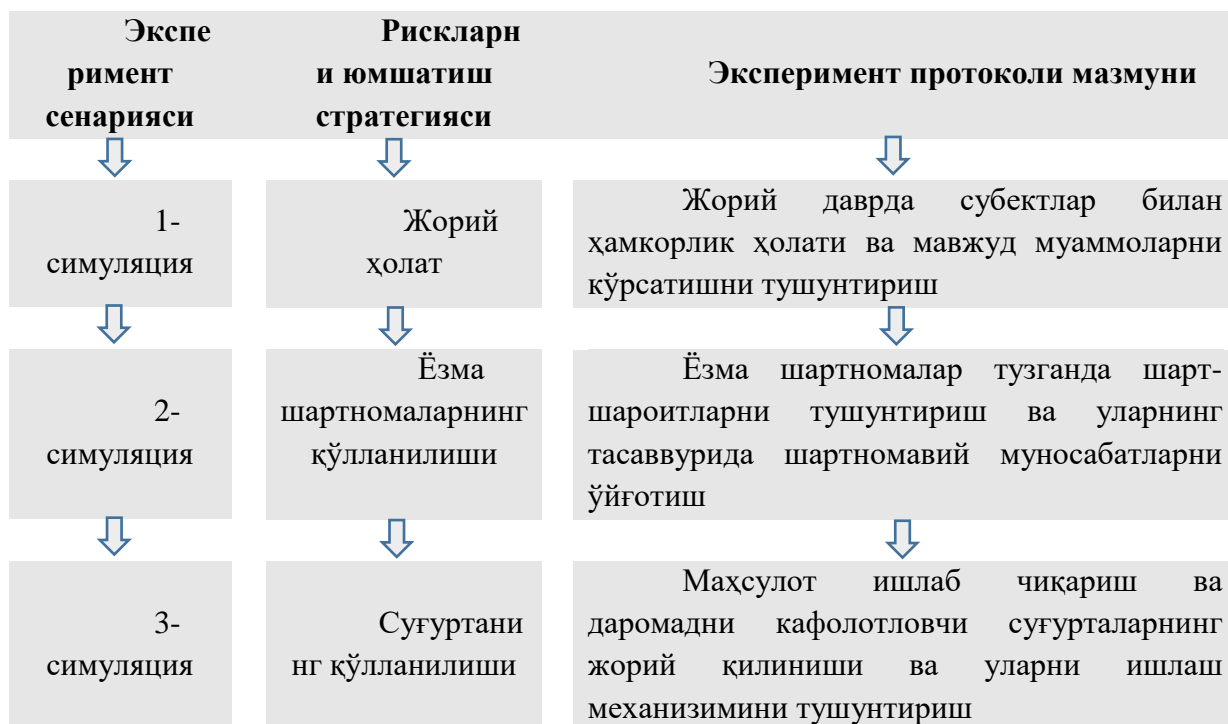 Экспе
римент
сенарияси
Рискларн
и юмшатиш
стратегияси
Эксперимент протоколи мазмуни
1-
симуляция
Жорий
ҳолат
Жорий даврда субектлар билан
ҳамкорлик ҳолати ва мавжуд муаммоларни
кўрсатишни тушунтириш
2-
симуляция
Ёзма
шартномаларнинг
қўлланилиши
Ёзма шартномалар тузганда шарт-
шароитларни тушунтириш ва уларнинг
тасаввурида шартномавий муносабатларни
ўйғотиш
3-
симуляция
Суғуртани
нг қўлланилиши
Маҳсулот ишлаб чиқариш ва
даромадни кафолотловчи суғурталарнинг
жорий қилиниши ва уларни ишлаш
механизимини тушунтириш